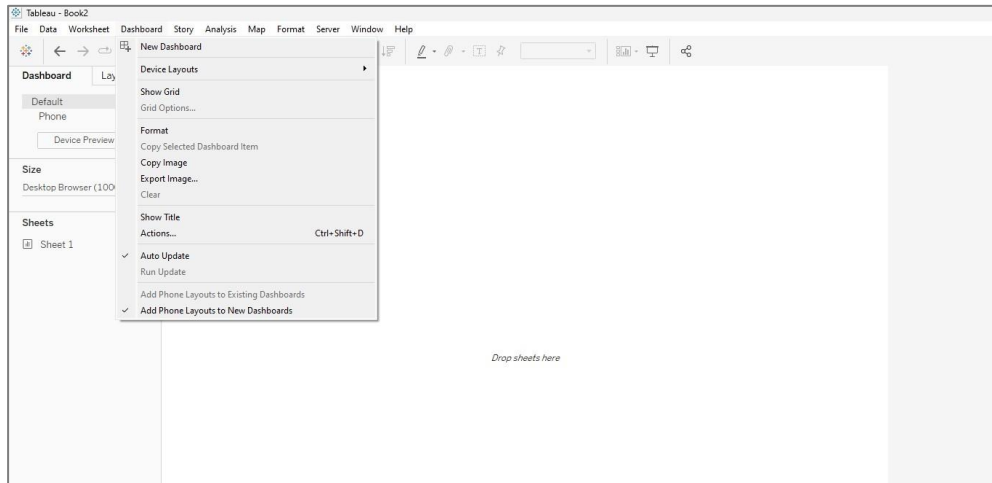 Tableau - Book2
File Data Worksheet Dashboard Story Analysis Map Format Server Window Help
New Dashboard
Dashboard Lay
Device Layouts
Default
Show Grid
Phone
Grid Options...
Device Preview
Format
Copy Selected Dashboard Item
Size
Copy Image
Desktop Browser (100
Export Image...
Clear
Sheets
Show Title
Sheet 1
Actions... Ctrl+Shift+D
Auto Update
Run Update
Add Phone Layouts to Existing Dashboards
Add Phone Layouts to New Dashboards
Drop sheets here